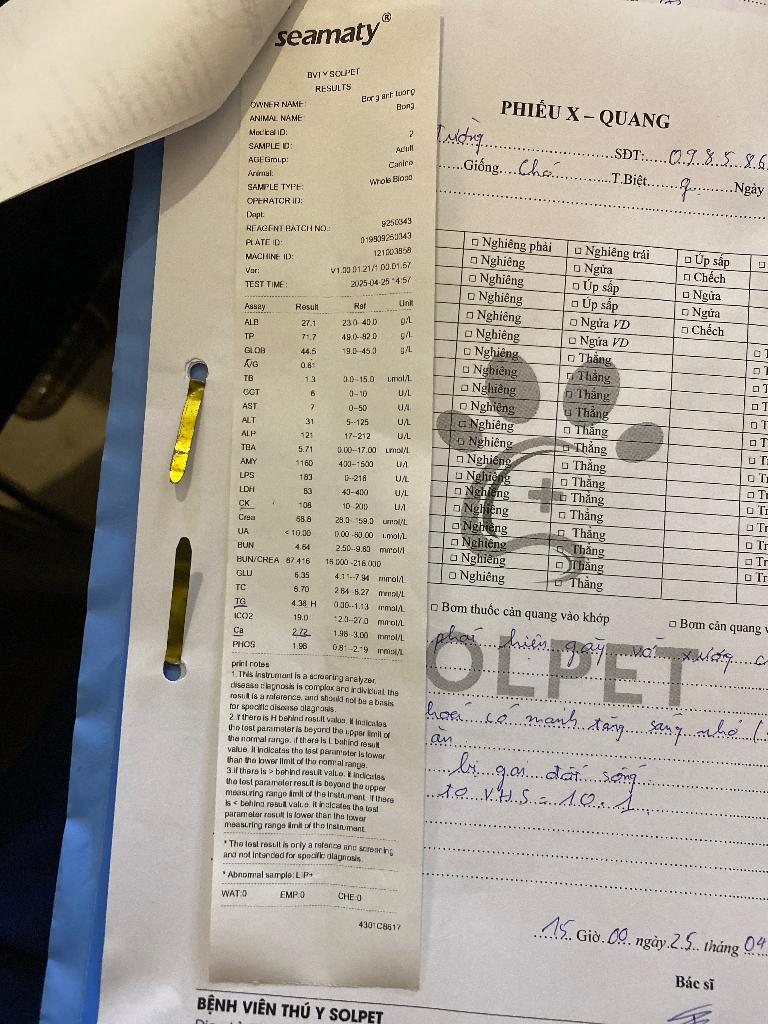 seamaty®
BVTY SOLPET
RESULTS
OWNER NAME: Bong anh tuong
ANIMAL NAME: Bong
Medical ID:
SAMPLE ID: 2
AGEGroup: Adult
Animal: Canine
SAMPLE TYPE: Whole Blood
OPERATOR ID:
Dept:
REAGENT BATCH NO.: 9250343
PLATE ID: 019809250343
MACHINE ID: 121003858
Ver: V1.00.01.21/1.00.01.57
TEST TIME: 2025-04-25 14:57
Assay Result Ref Unit
ALB 27.1 23.0--40.0 g/L
TP 71.7 49.0--82.0 g/L
GLOB 44.5 19.0--45.0 g/L
A/G 0.61
TB 1.3 0.0--15.0 umol/L
GGT 6 0--10 U/L
AST 7 0--50 U/L
ALT 31 5--125 U/L
ALP 121 17--212 U/L
TBA 5.71 0.00--17.00 umol/L
AMY 1160 400--1500 U/l
LPS 183 0--216 U/L
LDH 63 40--400 U/L
CK 108 10--200 U/l
Crea 68.8 28.0--159.0 umol/L
UA < 10.00 0.00--60.00 umol/L
BUN 4.64 2.50--9.60 mmol/L
BUN/CREA 67.416 16.000--218.000
GLU 6.35 4.11--7.94 mmol/L
TC 6.70 2.84--8.27 mmol/L
TG 4.38 H 0.00--1.13 mmol/L
tCO2 19.0 12.0--27.0 mmol/L
Ca 2.72 1.98--3.00 mmol/L
PHOS 1.98 0.81--2.19 mmol/L
print notes
1.This instrument is a screening analyzer,
disease diagnosis is complex and individual, the
result is a reference, and should not be a basis
for specific disease diagnosis.
2.if there is H behind result value, it indicates
the test parameter is beyond the upper limit of
the normal range. if there is L behind result
value, it indicates the test parameter is lower
than the lower limit of the normal range.
3.if there is > behind result value, it indicates
the test parameter result is beyond the upper
measuring range limit of the instrument. if there
is < behind result value, it indicates the test
parameter result is lower than the lower
measuring range limit of the instrument.
* The test result is only a refence and screening
and not intended for specific diagnosis.
* Abnormal sample: LIP+
WAT:0 EMP:0 CHE:0
4301C8617
PHIẾU X – QUANG
Tường SĐT: 098586
Giống Chó T.Biệt ♀ Ngày
□ Nghiêng phải □ Nghiêng trái □ Úp sấp
□ Nghiêng □ Ngửa □ Chếch
□ Nghiêng □ Úp sấp □ Ngửa
□ Nghiêng □ Úp sấp □ Ngửa
□ Nghiêng □ Ngửa VD □ Chếch
□ Nghiêng □ Ngửa VD
□ Nghiêng □ Thẳng □ T
□ Nghiêng □ Thẳng □ T
□ Nghiêng □ Thẳng □ T
□ Nghiêng □ Thẳng □ T
□ Nghiêng □ Thẳng □ T
□ Nghiêng □ Thẳng □ T
□ Nghiêng □ Thẳng □ T
□ Nghiêng □ Thẳng □ Tr
□ Nghiêng □ Thẳng □ Tr
□ Nghiêng □ Thẳng □ Tr
□ Nghiêng □ Thẳng □ Tr
□ Nghiêng □ Thẳng □ Tr
□ Nghiêng □ Thẳng □ Tr
□ Bơm thuốc cản quang vào khớp □ Bơm cản quang v
OLPET
phải hiện gãy vơ xương
có mảnh tăng sáng nhỏ
bị gai đốt sống
to VHS = 10.1
15 Giờ 00 ngày 25 tháng 04
Bác sĩ
BỆNH VIỆN THÚ Y SOLPET